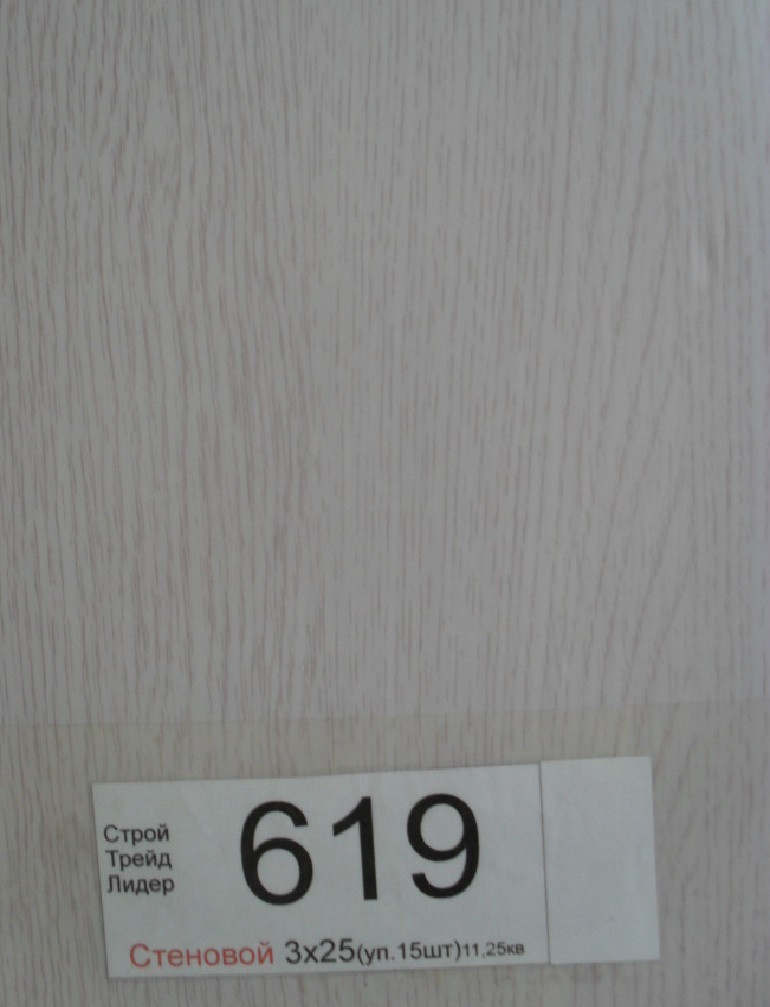 Строй
Трейд
Лидер
619
Стеновой 3х25(уп.15шт)11,25кв